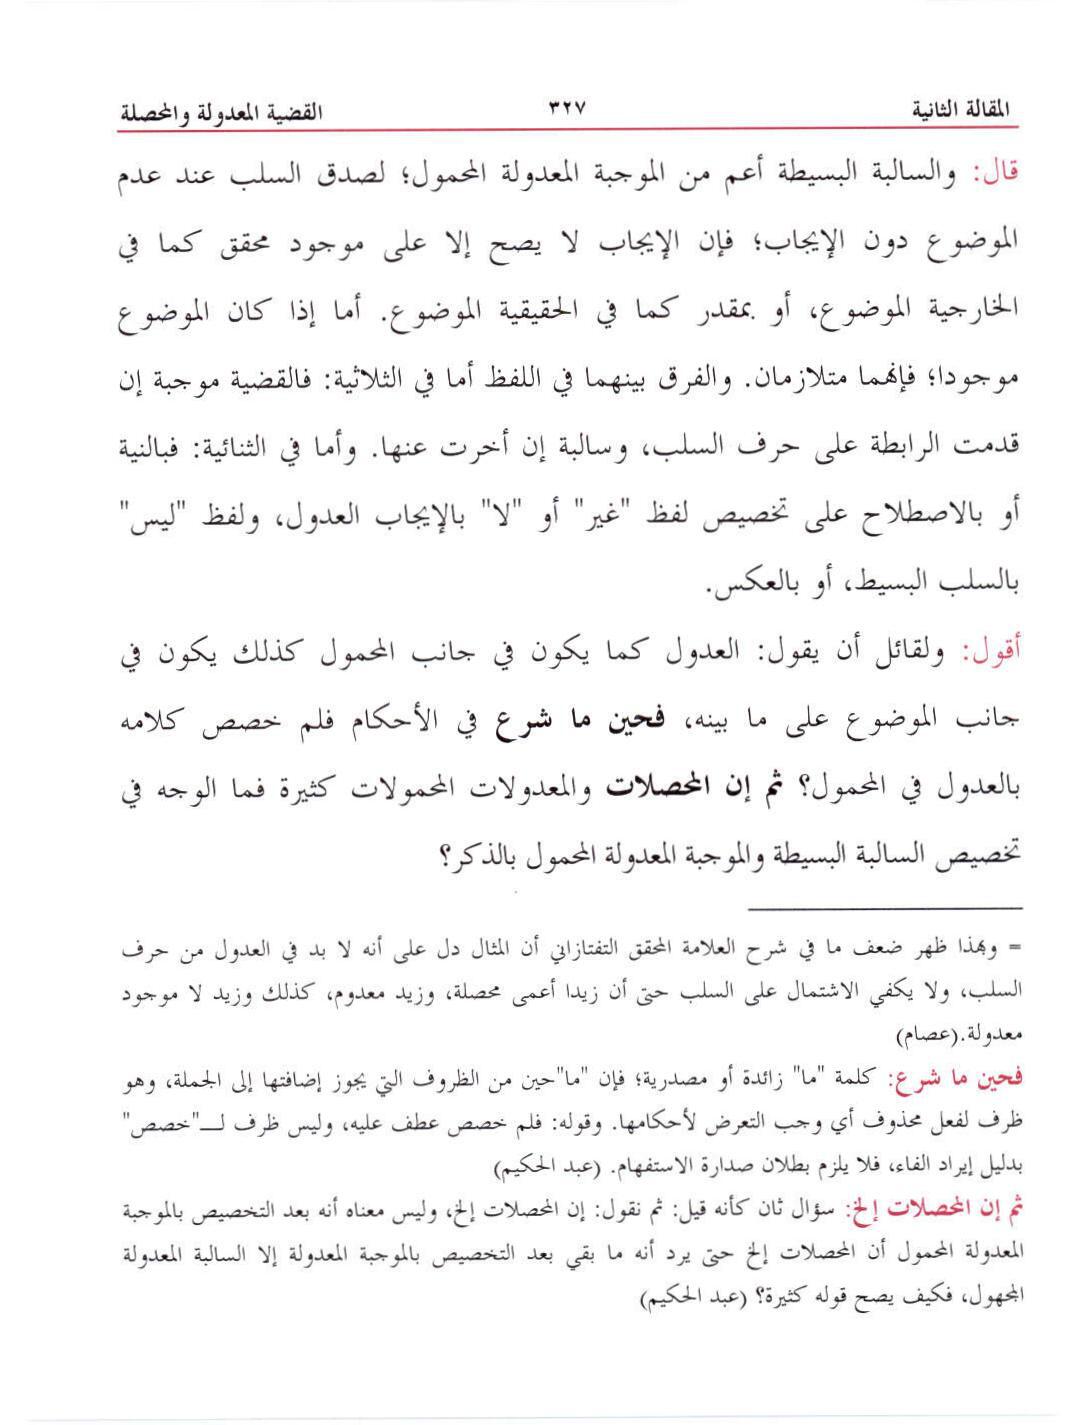 المقالة الثانية ٣٢٧ القضية المعدولة والمحصلة
قال: والسالبة البسيطة أعم من الموجبة المعدولة المحمول؛ لصدق السلب عند عدم
الموضوع دون الإيجاب؛ فإن الإيجاب لا يصح إلا على موجود محقق كما في
الخارجية الموضوع، أو بمقدر كما في الحقيقية الموضوع. أما إذا كان الموضوع
موجودا؛ فإنهما متلازمان. والفرق بينهما في اللفظ أما في الثلاثية: فالقضية موجبة إن
قدمت الرابطة على حرف السلب، وسالبة إن أخرت عنها. وأما في الثنائية: فبالنية
أو بالاصطلاح على تخصيص لفظ "غير" أو "لا" بالإيجاب العدول، ولفظ "ليس"
بالسلب البسيط، أو بالعكس.
أقول: ولقائل أن يقول: العدول كما يكون في جانب المحمول كذلك يكون في
جانب الموضوع على ما بينه، فحين ما شرع في الأحكام فلم خصص كلامه
بالعدول في المحمول؟ ثم إن المحصلات والمعدولات المحمولات كثيرة فما الوجه في
تخصيص السالبة البسيطة والموجبة المعدولة المحمول بالذكر؟
= وبهذا ظهر ضعف ما في شرح العلامة المحقق التفتازاني أن المثال دل على أنه لا بد في العدول من حرف
السلب، ولا يكفي الاشتمال على السلب حتى أن زيدا أعمى محصلة، وزيد معدوم، كذلك وزيد لا موجود
معدولة.(عصام)
فحين ما شرع: كلمة "ما" زائدة أو مصدرية؛ فإن "ما"حين من الظروف التي يجوز إضافتها إلى الجملة، وهو
ظرف لفعل محذوف أي وجب التعرض لأحكامها. وقوله: فلم خصص عطف عليه، وليس ظرف لــ"خصص"
بدليل إيراد الفاء، فلا يلزم بطلان صدارة الاستفهام. (عبد الحكيم)
ثم إن المحصلات إلخ: سؤال ثان كأنه قيل: ثم نقول: إن المحصلات إلخ، وليس معناه أنه بعد التخصيص بالموجبة
المعدولة المحمول أن المحصلات إلخ حتى يرد أنه ما بقي بعد التخصيص بالموجبة المعدولة إلا السالبة المعدولة
المجهول، فكيف يصح قوله كثيرة؟ (عبد الحكيم)